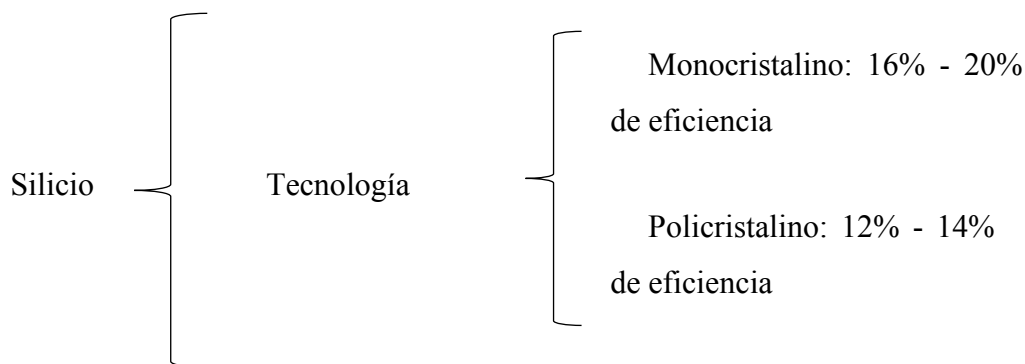 Silicio
Tecnología
Monocristalino: 16% - 20%
de eficiencia
Policristalino: 12% - 14%
de eficiencia